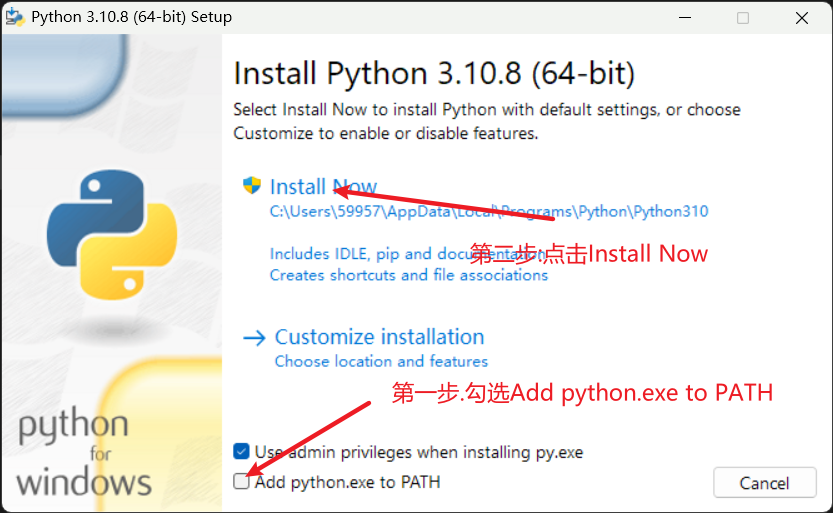 Python 3.10.8 (64-bit) Setup
Install Python 3.10.8 (64-bit)
Select Install Now to install Python with default settings, or choose
Customize to enable or disable features.
Install Now
C:\Users\59957\AppData\Local\Programs\Python\Python310
Includes IDLE, pip and documentation
第二步:点击Install Now
Creates shortcuts and file associations
Customize installation
Choose location and features
第一步.勾选Add python.exe to PATH
Use admin privileges when installing py.exe
Add python.exe to PATH
Cancel
python
for
windows